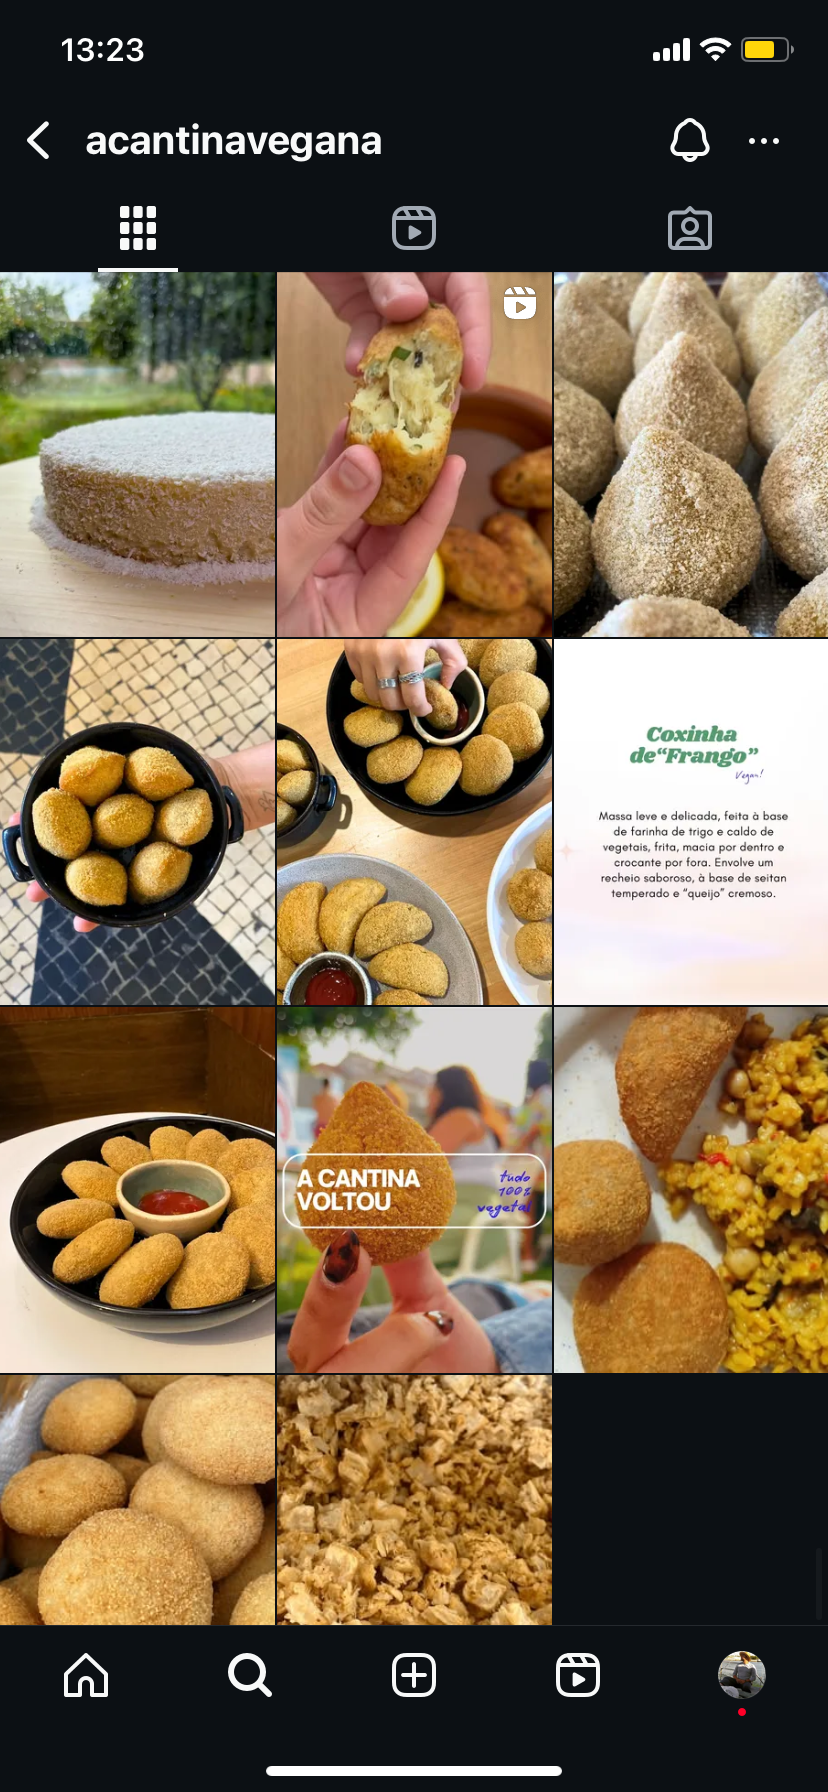 13:23
acantinavegana
Coxinha
de“Frango”
Vegan!
Massa leve e delicada, feita à base
de farinha de trigo e caldo de
vegetais, frita, macia por dentro e
crocante por fora. Envolve um
recheio saboroso, à base de seitan
temperado e “queijo” cremoso.
A CANTINA
VOLTOU
tudo
100%
vegetal